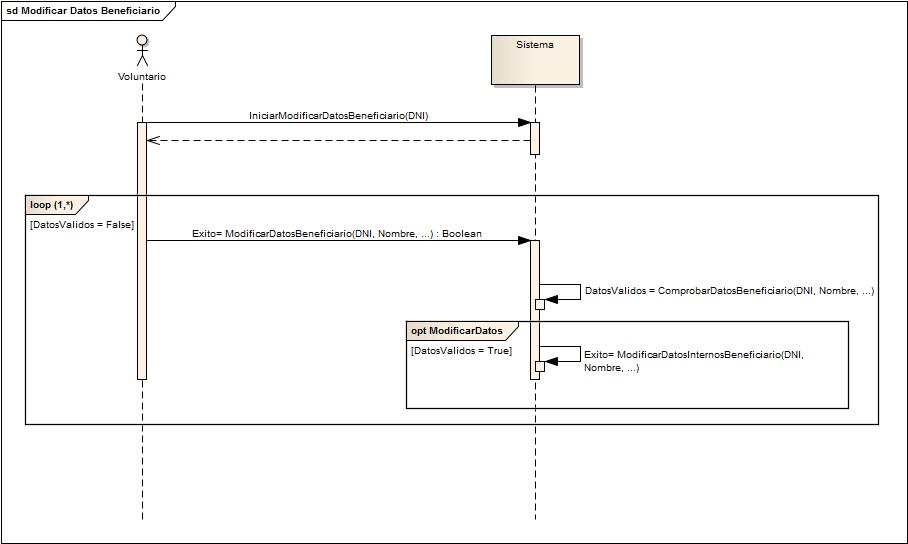 sd Modificar Datos Beneficiario
Voluntario
Sistema
IniciarModificarDatosBeneficiario(DNI)
loop (1,*)
[DatosValidos = False]
Exito= ModificarDatosBeneficiario(DNI, Nombre, ...) : Boolean
DatosValidos = ComprobarDatosBeneficiario(DNI, Nombre, ...)
opt ModificarDatos
[DatosValidos = True]
Exito= ModificarDatosInternosBeneficiario(DNI,
Nombre, ...)